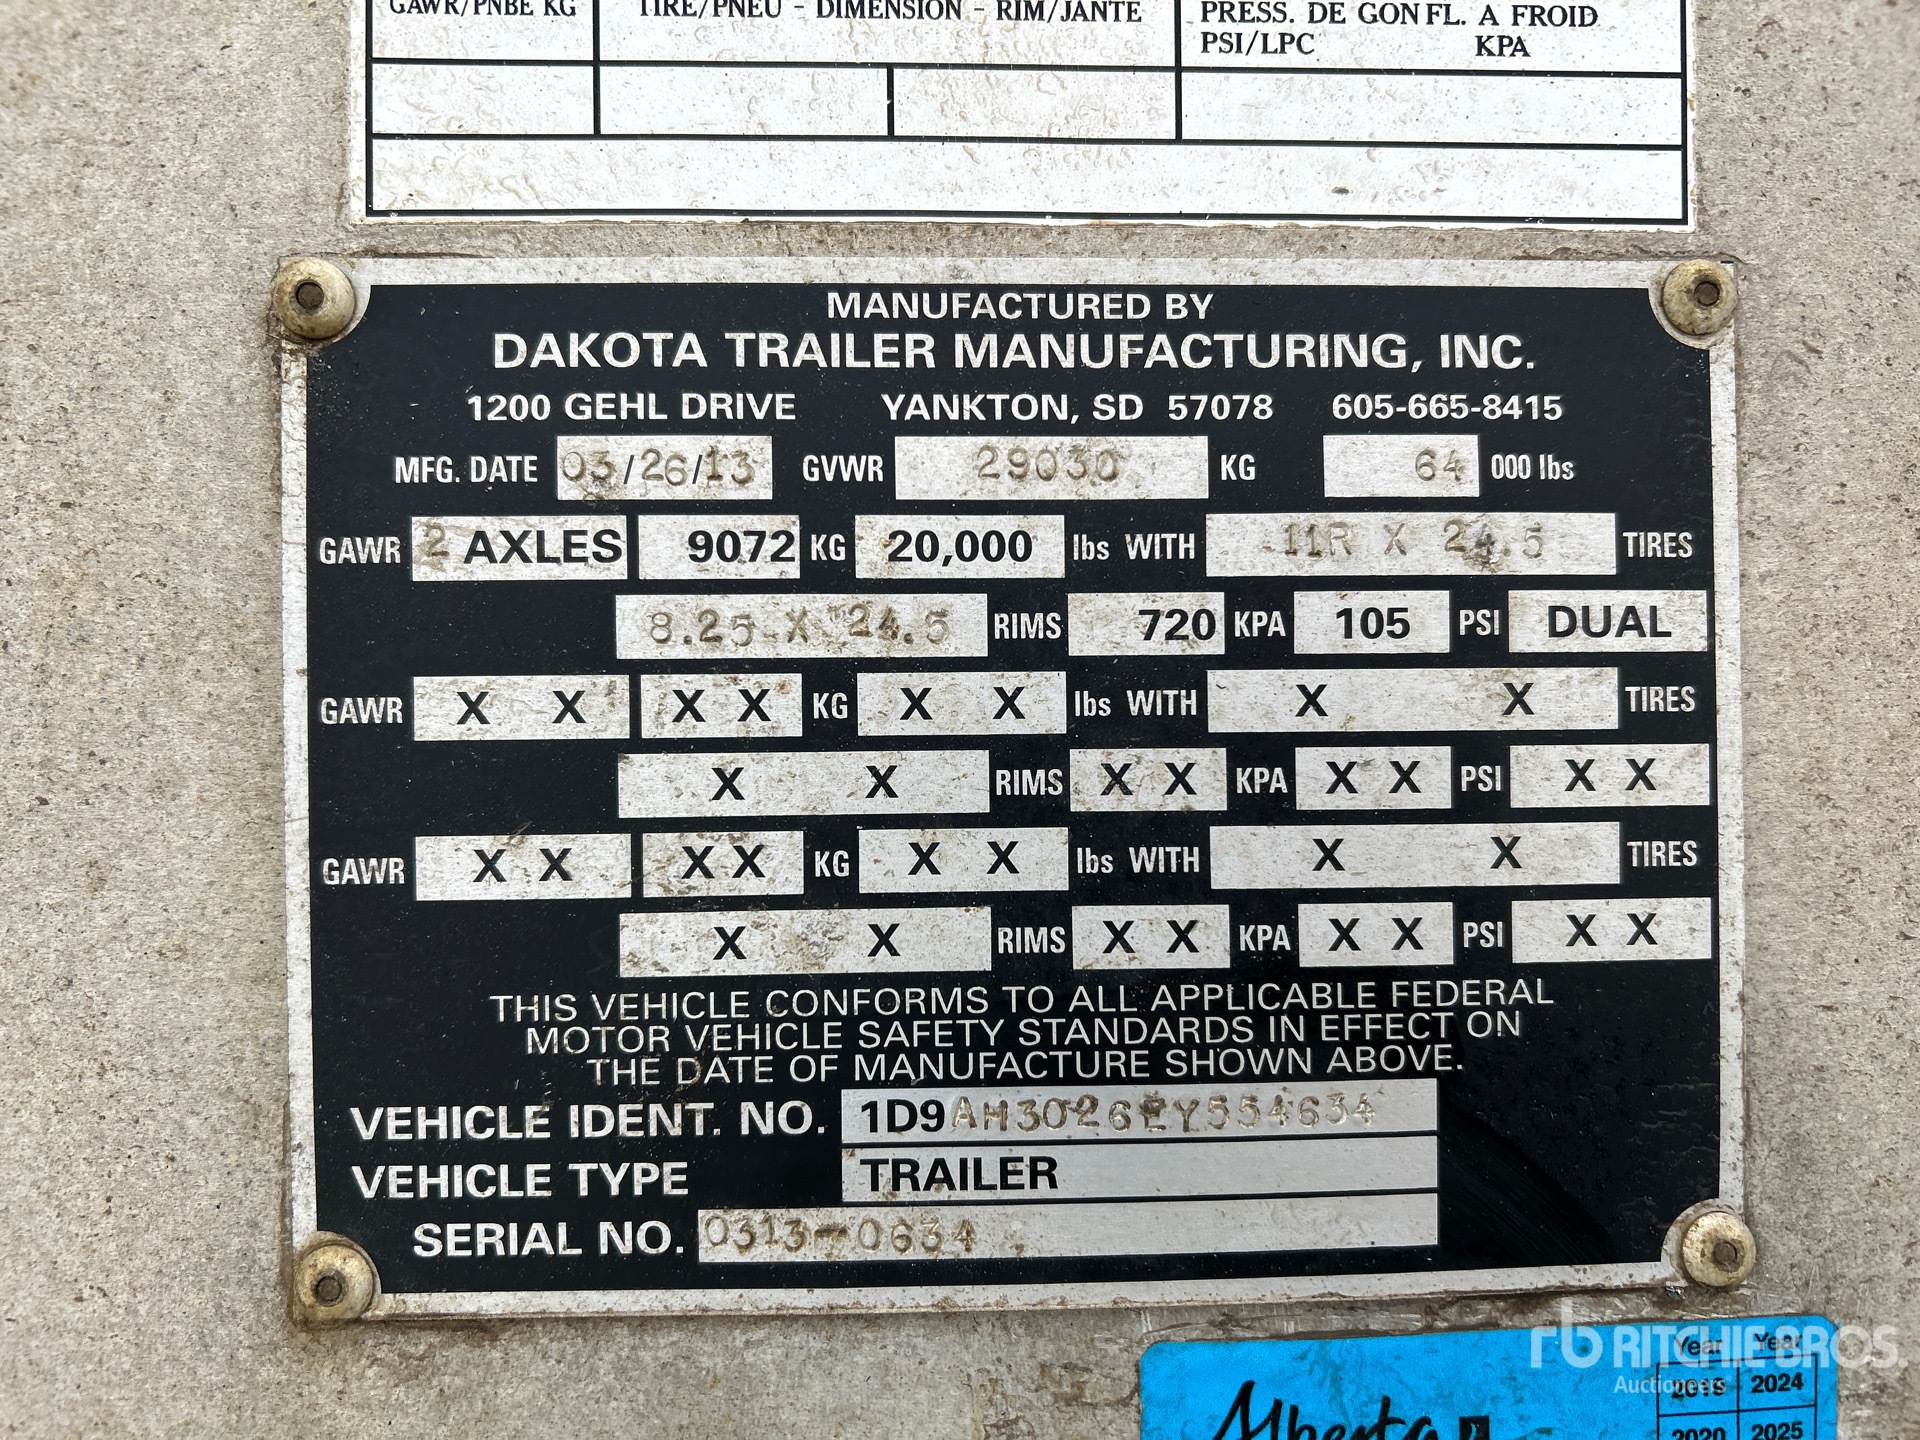 GAWR/PNBE KG TIRE/PNEU - DIMENSION - RIM/JANTE PRESS. DE GONFL. A FROID
PSI/LPC KPA
MANUFACTURED BY
DAKOTA TRAILER MANUFACTURING, INC.
1200 GEHL DRIVE YANKTON, SD 57078 605-665-8415
MFG. DATE 03/26/13 GVWR 29030 KG 64 000 lbs
GAWR 2 AXLES 9072 KG 20,000 lbs WITH 11R X 24.5 TIRES
8.25 X 24.5 RIMS 720 KPA 105 PSI DUAL
GAWR X X X X KG X X lbs WITH X X TIRES
X X RIMS X X KPA X X PSI X X
GAWR X X X X KG X X lbs WITH X X TIRES
X X RIMS X X KPA X X PSI X X
THIS VEHICLE CONFORMS TO ALL APPLICABLE FEDERAL
MOTOR VEHICLE SAFETY STANDARDS IN EFFECT ON
THE DATE OF MANUFACTURE SHOWN ABOVE.
VEHICLE IDENT. NO. 1D9AH3026EY554634
VEHICLE TYPE TRAILER
SERIAL NO. 0313-0634
rb RITCHIE BROS.
Auctioneers
Year Year
2019 2024
2020 2025
Alberta